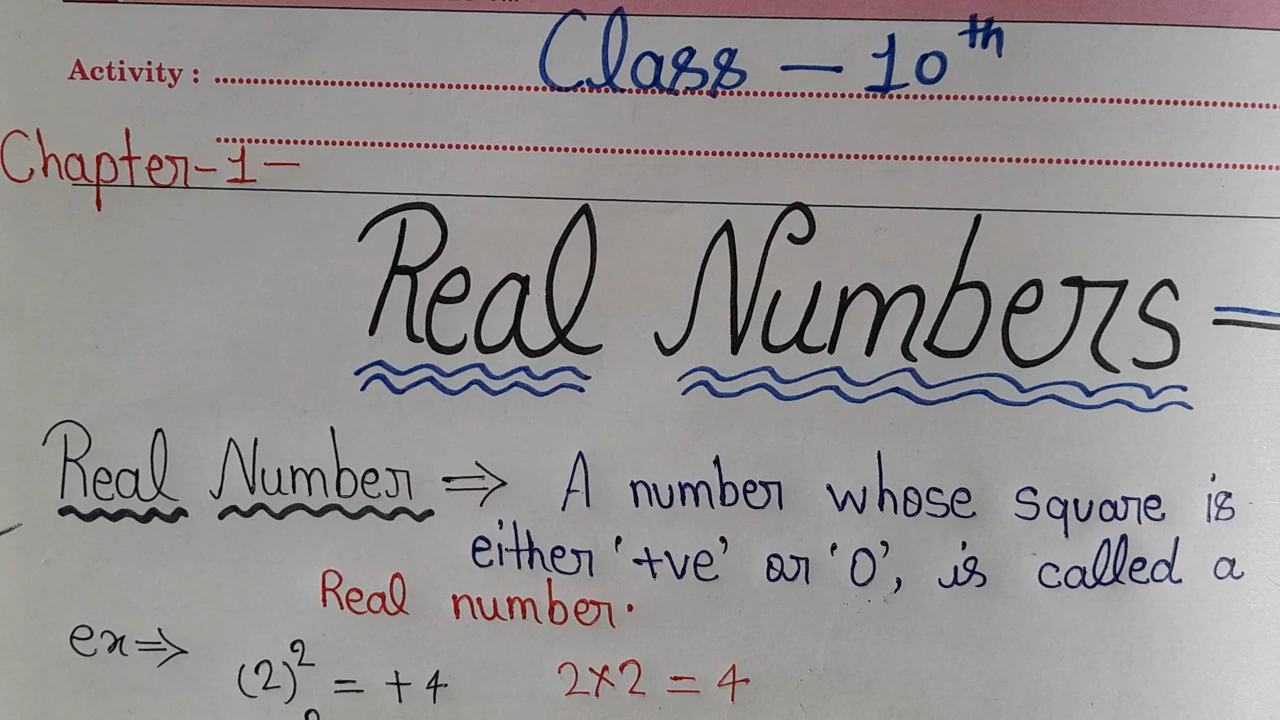 Class – 10th
Activity :
Chapter-1 –
Real Numbers
Real Number ⇒ A number whose square is
either '+ve' or '0', is called a
Real number.
ex ⇒
(2)² = + 4 2×2 = 4